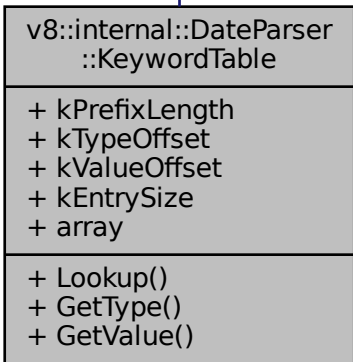 v8::internal::DateParser
::KeywordTable
+ kPrefixLength
+ kTypeOffset
+ kValueOffset
+ kEntrySize
+ array
+ Lookup()
+ GetType()
+ GetValue()